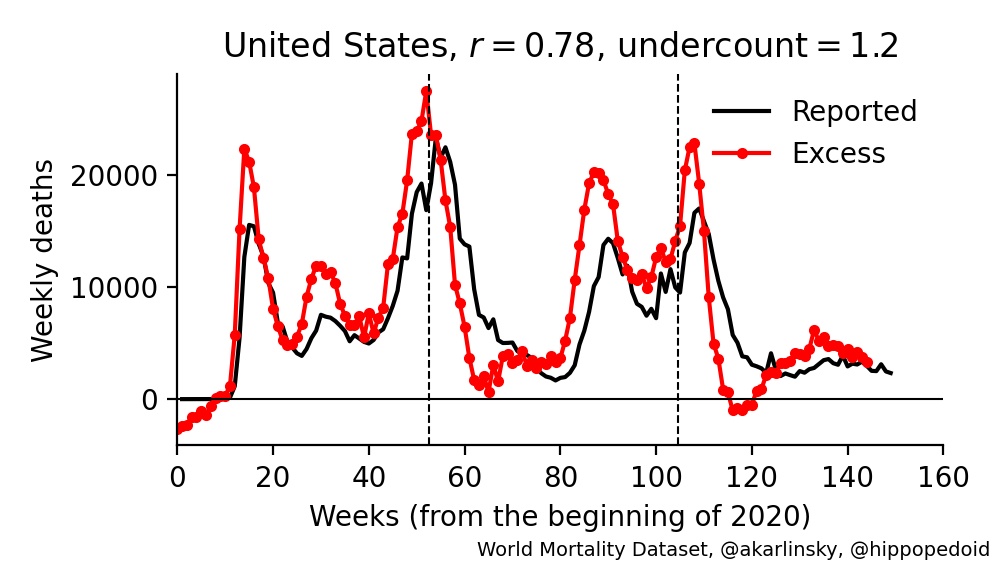 United States, r = 0.78, undercount = 1.2
Reported
Excess
Weekly deaths
20000
10000
0
0 20 40 60 80 100 120 140 160
Weeks (from the beginning of 2020)
World Mortality Dataset, @akarlinsky, @hippopedoid